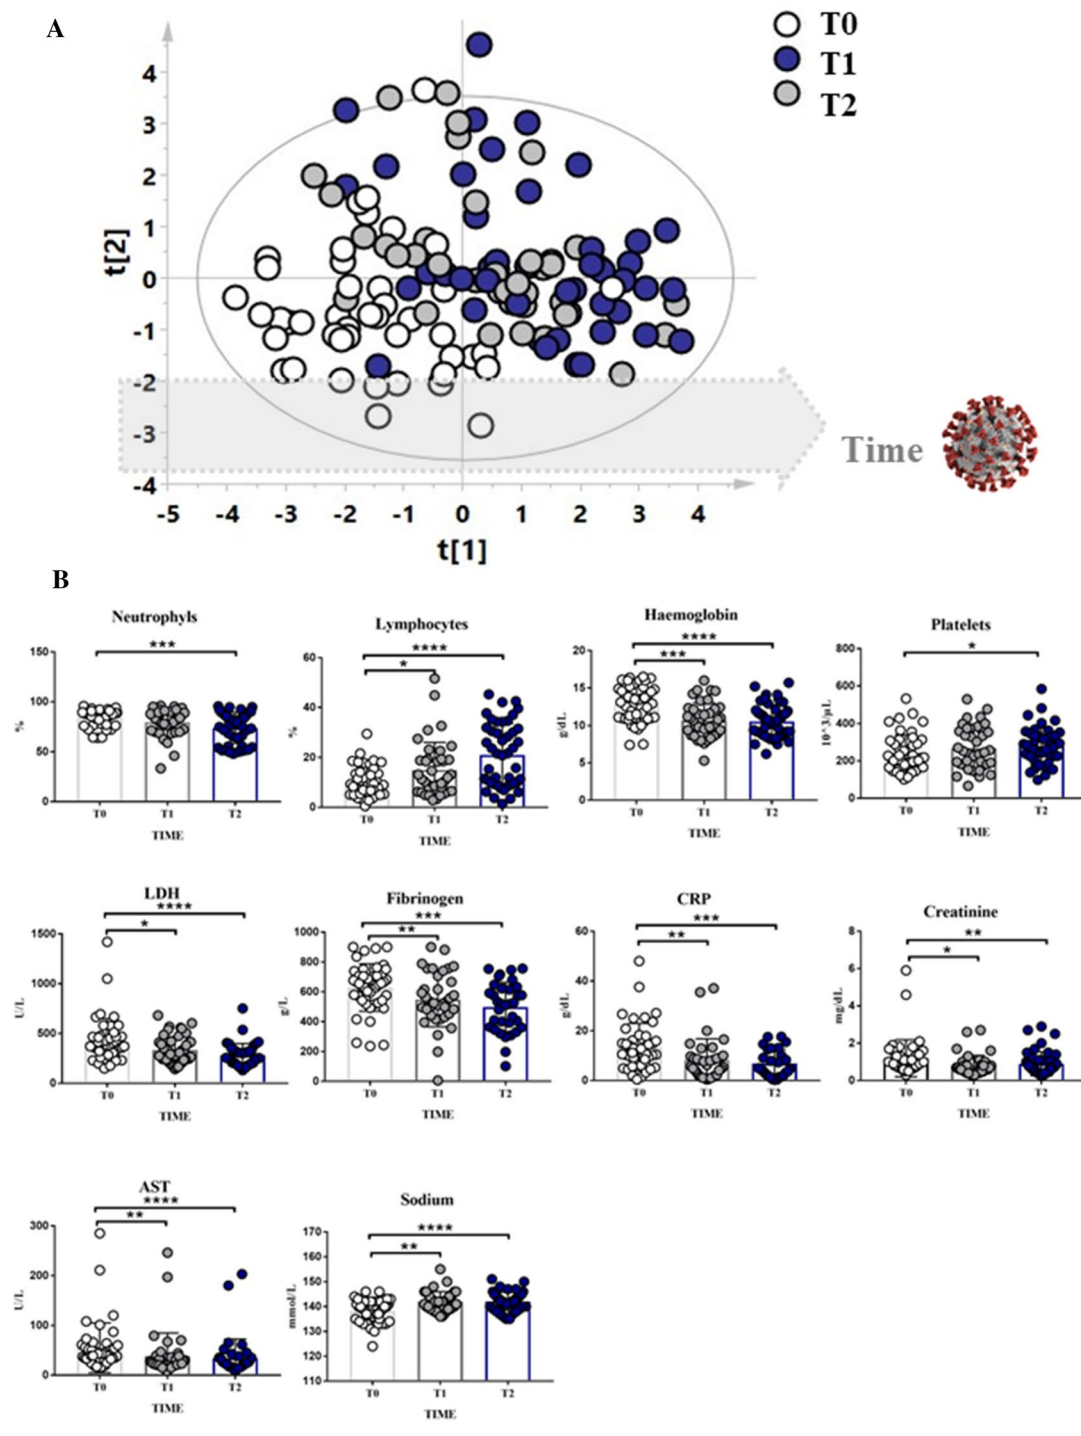 A
T0
T1
T2
t[2]
4
3
2
1
0
-1
-2
-3
-4
-5 -4 -3 -2 -1 0 1 2 3 4
t[1]
Time
B
Neutrophyls
***
150
100
50
0
%
T0 T1 T2
TIME
Lymphocytes
****
*
60
40
20
0
%
T0 T1 T2
TIME
Haemoglobin
****
***
20
15
10
5
0
g/dL
T0 T1 T2
TIME
Platelets
*
800
600
400
200
0
10^3/µL
T0 T1 T2
TIME
LDH
****
*
1500
1000
500
0
U/L
T0 T1 T2
TIME
Fibrinogen
***
**
1000
800
600
400
200
0
g/L
T0 T1 T2
TIME
CRP
***
**
60
40
20
0
g/dL
T0 T1 T2
TIME
Creatinine
**
*
8
6
4
2
0
mg/dL
T0 T1 T2
TIME
AST
****
**
300
200
100
0
U/L
T0 T1 T2
TIME
Sodium
****
**
170
160
150
140
130
120
110
mmol/L
T0 T1 T2
TIME